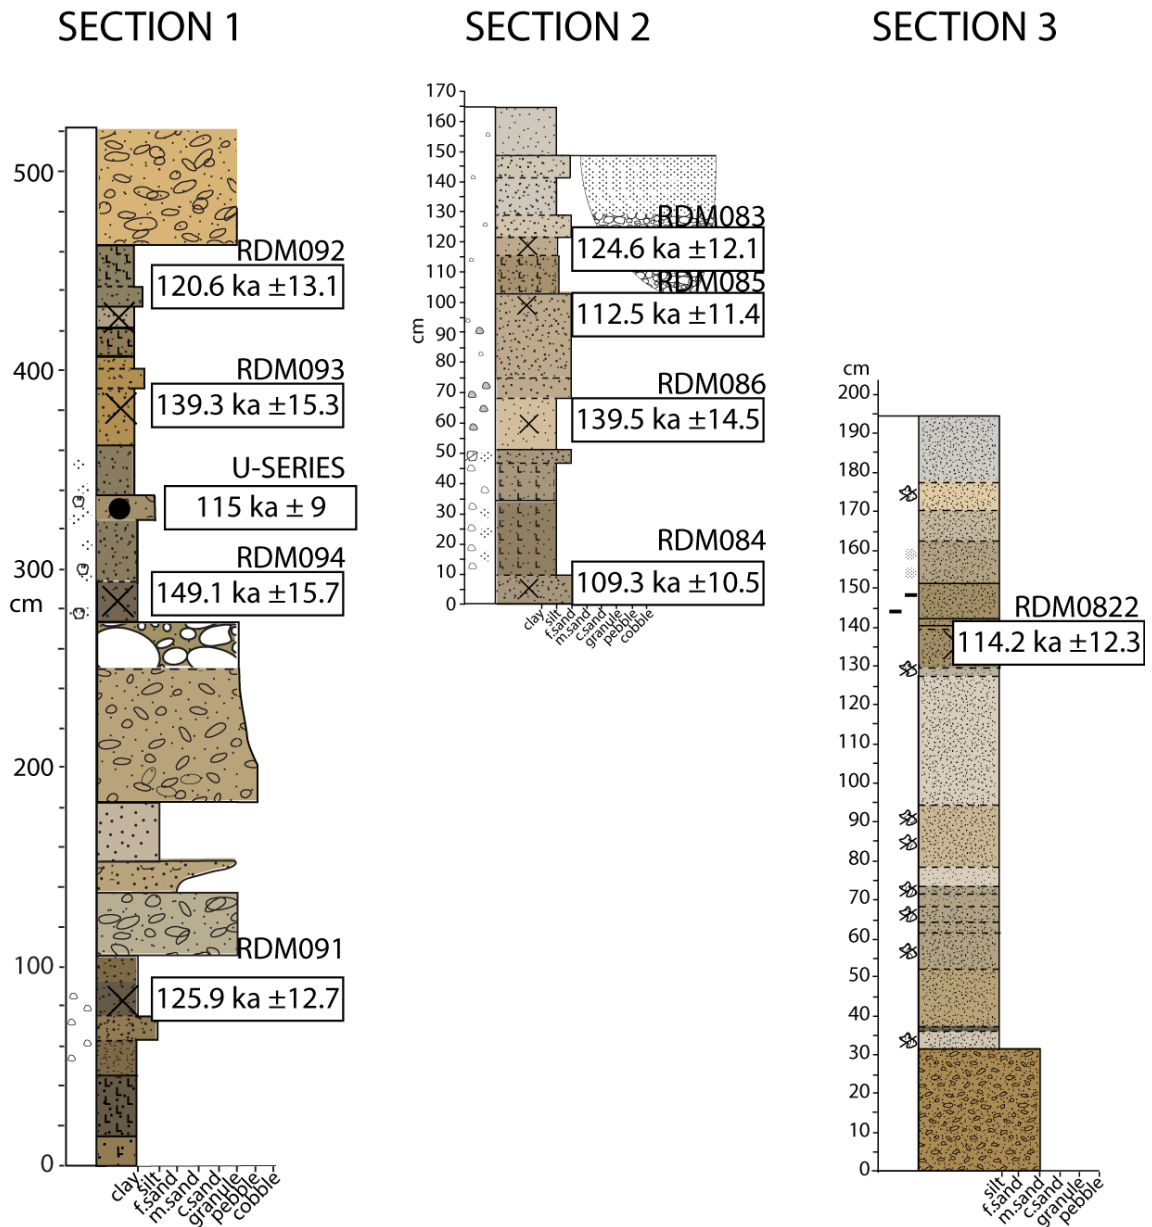 SECTION 1
SECTION 2
SECTION 3
500
400
300
cm
200
100
0
RDM092
120.6 ka ±13.1
RDM093
139.3 ka ±15.3
U-SERIES
115 ka ± 9
RDM094
149.1 ka ±15.7
RDM091
125.9 ka ±12.7
clay
silt
f.sand
m.sand
c.sand
granule
pebble
cobble
170
160
150
140
130
120
110
100
90
80
70
60
50
40
30
20
10
0
cm
RDM083
124.6 ka ±12.1
RDM085
112.5 ka ±11.4
RDM086
139.5 ka ±14.5
RDM084
109.3 ka ±10.5
clay
silt
f.sand
m.sand
c.sand
granule
pebble
cobble
cm
200
190
180
170
160
150
140
130
120
110
100
90
80
70
60
50
40
30
20
10
0
RDM0822
114.2 ka ±12.3
silt
f.sand
m.sand
c.sand
granule
pebble